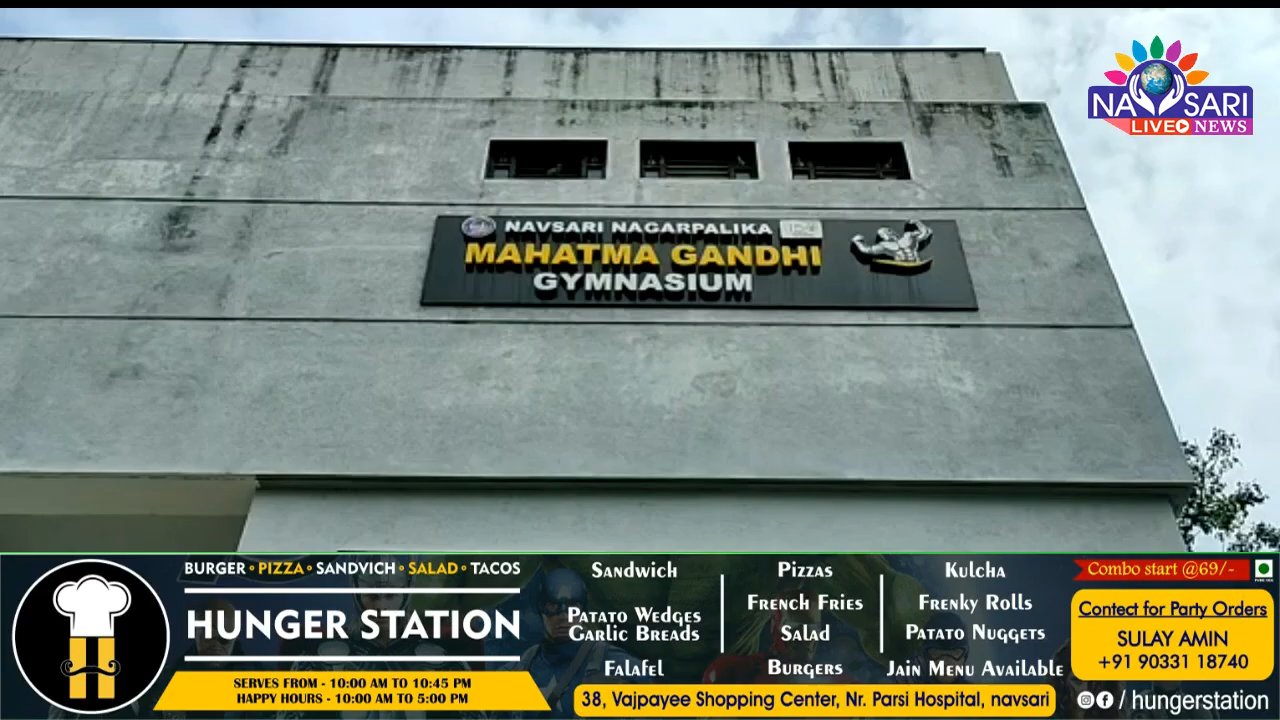 NAVSARI
LIVE NEWS
NAVSARI NAGARPALIKA
MAHATMA GANDHI
GYMNASIUM
BURGER • PIZZA • SANDVICH • SALAD • TACOS
HUNGER STATION
SERVES FROM - 10:00 AM TO 10:45 PM
HAPPY HOURS - 10:00 AM TO 5:00 PM
Sandwich
Patato Wedges
Garlic Breads
Falafel
Pizzas
French Fries
Salad
Burgers
Kulcha
Frenky Rolls
Patato Nuggets
Jain Menu Available
38, Vajpayee Shopping Center, Nr. Parsi Hospital, navsari
Combo start @69/-
Contect for Party Orders
SULAY AMIN
+91 90331 18740
/ hungerstation